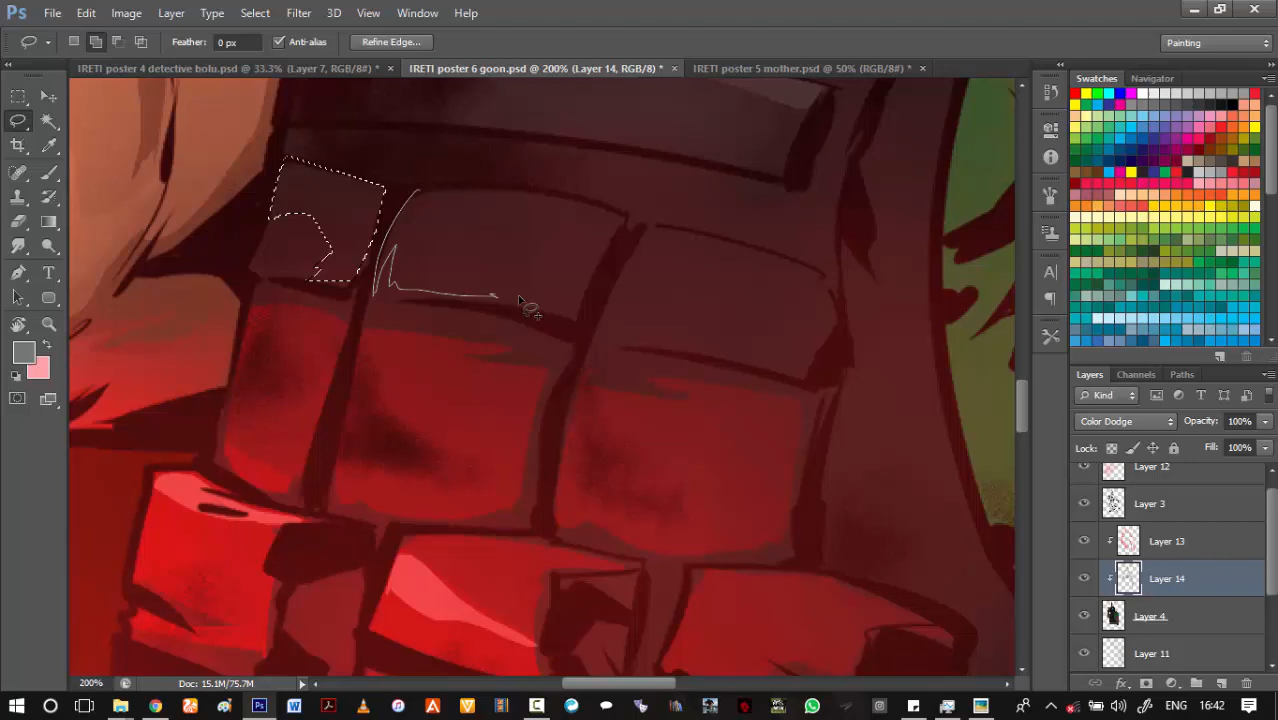 Ps File Edit Image Layer Type Select Filter 3D View Window Help
Feather: 0 px Anti-alias Refine Edge... Painting
IRETI poster 4 detective bolu.psd @ 33.3% (Layer 7, RGB/8#) * × IRETI poster 6 goon.psd @ 200% (Layer 14, RGB/8) * × IRETI poster 5 mother.psd @ 50% (RGB/8#) * ×
Swatches Navigator
Layers Channels Paths
Kind
Color Dodge Opacity: 100%
Lock: Fill: 100%
Layer 12
Layer 3
Layer 13
Layer 14
Layer 4
Layer 11
200% Doc: 15.1M/75.7M
ENG 16:42